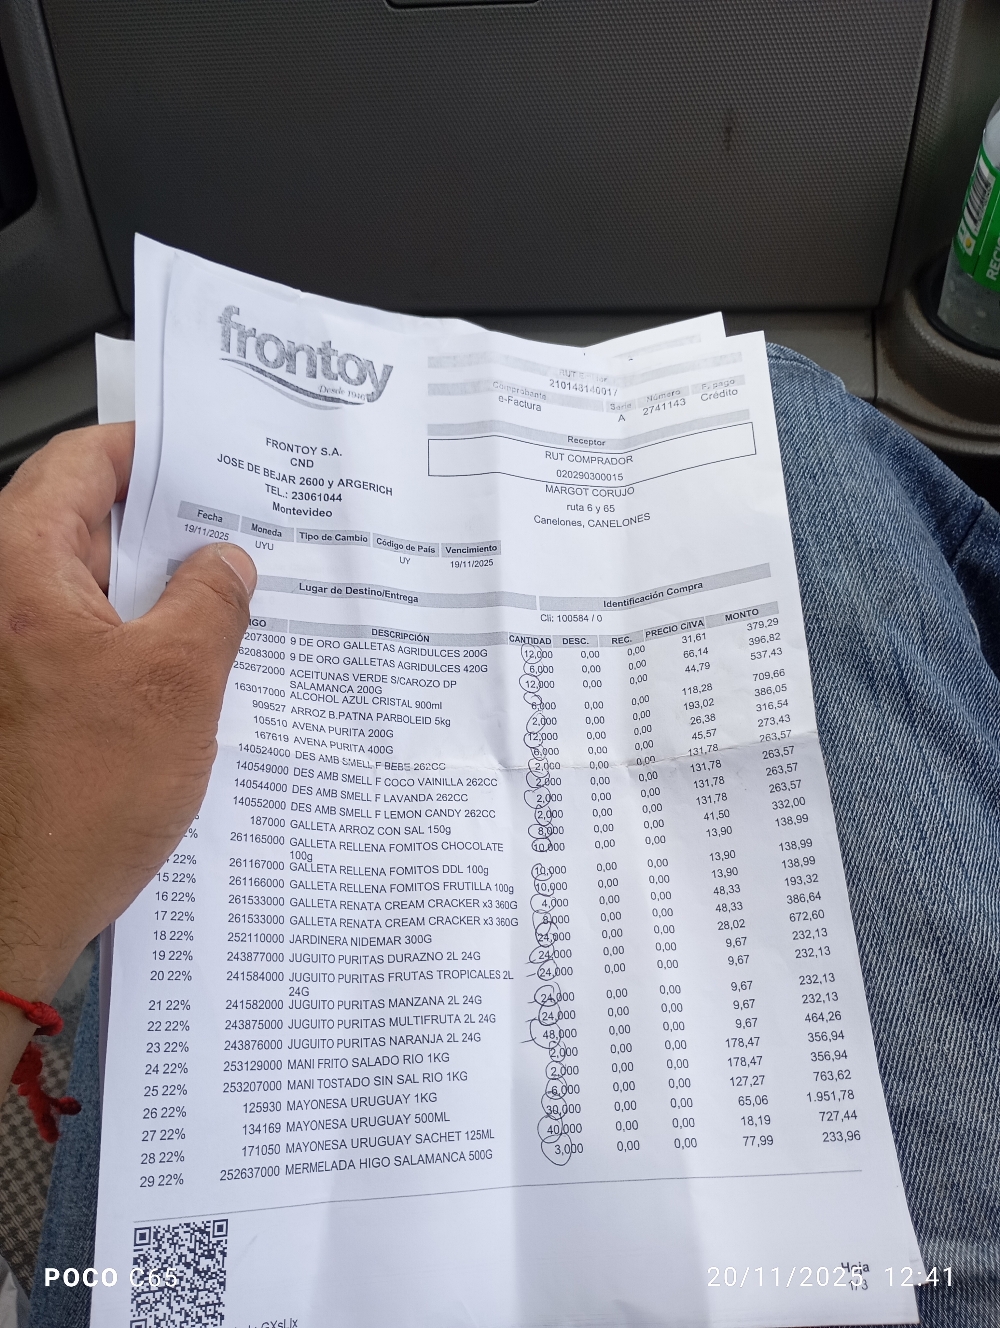 frontoy
Desde 1946
FRONTOY S.A.
CND
JOSE DE BEJAR 2600 y ARGERICH
TEL.: 23061044
Montevideo
Comprobante Serie Número F. pago
e-Factura A 2741143 Crédito
Receptor
RUT COMPRADOR
020290300015
MARGOT CORUJO
ruta 6 y 65
Canelones, CANELONES
Fecha Moneda Tipo de Cambio Código de País Vencimiento
19/11/2025 UYU UY 19/11/2025
Lugar de Destino/Entrega Identificación Compra
Cli: 100584 / 0
IGO DESCRIPCIÓN CANTIDAD DESC. REC. PRECIO C/IVA MONTO
2073000 9 DE ORO GALLETAS AGRIDULCES 200G 12,000 0,00 0,00 31,61 379,29
62083000 9 DE ORO GALLETAS AGRIDULCES 420G 6,000 0,00 0,00 66,14 396,82
252672000 ACEITUNAS VERDE S/CAROZO DP 12,000 0,00 0,00 44,79 537,43
SALAMANCA 200G
163017000 ALCOHOL AZUL CRISTAL 900ml 6,000 0,00 0,00 118,28 709,66
909527 ARROZ B.PATNA PARBOLEID 5kg 2,000 0,00 0,00 193,02 386,05
105510 AVENA PURITA 200G 12,000 0,00 0,00 26,38 316,54
167619 AVENA PURITA 400G 6,000 0,00 0,00 45,57 273,43
140524000 DES AMB SMELL F BEBE 262CC 2,000 0,00 0,00 131,78 263,57
140549000 DES AMB SMELL F COCO VAINILLA 262CC 2,000 0,00 0,00 131,78 263,57
140544000 DES AMB SMELL F LAVANDA 262CC 2,000 0,00 0,00 131,78 263,57
140552000 DES AMB SMELL F LEMON CANDY 262CC 2,000 0,00 0,00 131,78 263,57
187000 GALLETA ARROZ CON SAL 150g 8,000 0,00 0,00 41,50 332,00
261165000 GALLETA RELLENA FOMITOS CHOCOLATE 10,000 0,00 0,00 13,90 138,99
100g
22% 261167000 GALLETA RELLENA FOMITOS DDL 100g 10,000 0,00 0,00 13,90 138,99
15 22% 261166000 GALLETA RELLENA FOMITOS FRUTILLA 100g 10,000 0,00 0,00 13,90 138,99
16 22% 261533000 GALLETA RENATA CREAM CRACKER x3 360G 4,000 0,00 0,00 48,33 193,32
17 22% 261533000 GALLETA RENATA CREAM CRACKER x3 360G 8,000 0,00 0,00 48,33 386,64
18 22% 252110000 JARDINERA NIDEMAR 300G 24,000 0,00 0,00 28,02 672,60
19 22% 243877000 JUGUITO PURITAS DURAZNO 2L 24G 24,000 0,00 0,00 9,67 232,13
20 22% 241584000 JUGUITO PURITAS FRUTAS TROPICALES 2L 24,000 0,00 0,00 9,67 232,13
24G
21 22% 241582000 JUGUITO PURITAS MANZANA 2L 24G 24,000 0,00 0,00 9,67 232,13
22 22% 243875000 JUGUITO PURITAS MULTIFRUTA 2L 24G 24,000 0,00 0,00 9,67 232,13
23 22% 243876000 JUGUITO PURITAS NARANJA 2L 24G 48,000 0,00 0,00 9,67 464,26
24 22% 253129000 MANI FRITO SALADO RIO 1KG 2,000 0,00 0,00 178,47 356,94
25 22% 253207000 MANI TOSTADO SIN SAL RIO 1KG 2,000 0,00 0,00 178,47 356,94
26 22% 125930 MAYONESA URUGUAY 1KG 6,000 0,00 0,00 127,27 763,62
27 22% 134169 MAYONESA URUGUAY 500ML 30,000 0,00 0,00 65,06 1.951,78
28 22% 171050 MAYONESA URUGUAY SACHET 125ML 40,000 0,00 0,00 18,19 727,44
29 22% 252637000 MERMELADA HIGO SALAMANCA 500G 3,000 0,00 0,00 77,99 233,96
Hoja
1/3
POCO C65
20/11/2025 12:41